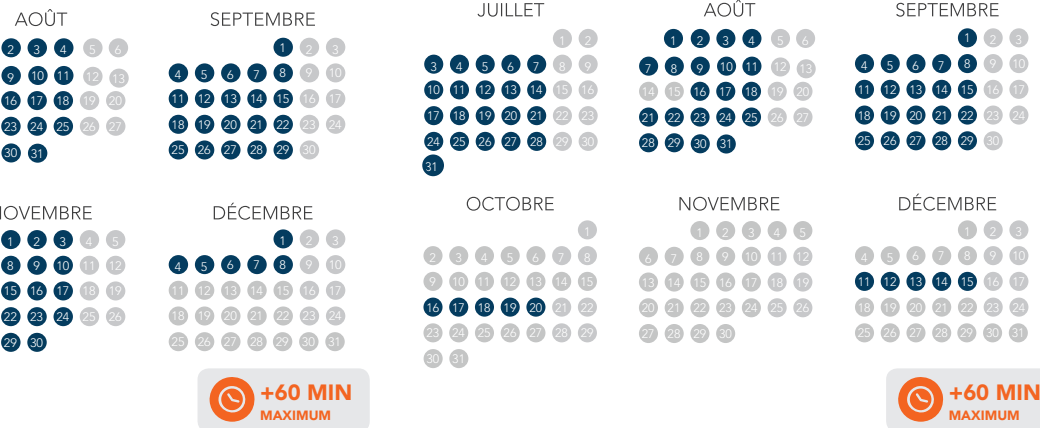 AOÛT
2 3 4 5 6
9 10 11 12 13
16 17 18 19 20
23 24 25 26 27
30 31
SEPTEMBRE
1 2 3
4 5 6 7 8 9 10
11 12 13 14 15 16 17
18 19 20 21 22 23 24
25 26 27 28 29 30
NOVEMBRE
1 2 3 4 5
8 9 10 11 12
15 16 17 18 19
22 23 24 25 26
29 30
DÉCEMBRE
1 2 3
4 5 6 7 8 9 10
11 12 13 14 15 16 17
18 19 20 21 22 23 24
25 26 27 28 29 30 31
+60 MIN
MAXIMUM
JUILLET
1 2
3 4 5 6 7 8 9
10 11 12 13 14 15 16
17 18 19 20 21 22 23
24 25 26 27 28 29 30
31
AOÛT
1 2 3 4 5 6
7 8 9 10 11 12 13
14 15 16 17 18 19 20
21 22 23 24 25 26 27
28 29 30 31
SEPTEMBRE
1 2 3
4 5 6 7 8 9 10
11 12 13 14 15 16 17
18 19 20 21 22 23 24
25 26 27 28 29 30
OCTOBRE
1
2 3 4 5 6 7 8
9 10 11 12 13 14 15
16 17 18 19 20 21 22
23 24 25 26 27 28 29
30 31
NOVEMBRE
1 2 3 4 5
6 7 8 9 10 11 12
13 14 15 16 17 18 19
20 21 22 23 24 25 26
27 28 29 30
DÉCEMBRE
1 2 3
4 5 6 7 8 9 10
11 12 13 14 15 16 17
18 19 20 21 22 23 24
25 26 27 28 29 30 31
+60 MIN
MAXIMUM